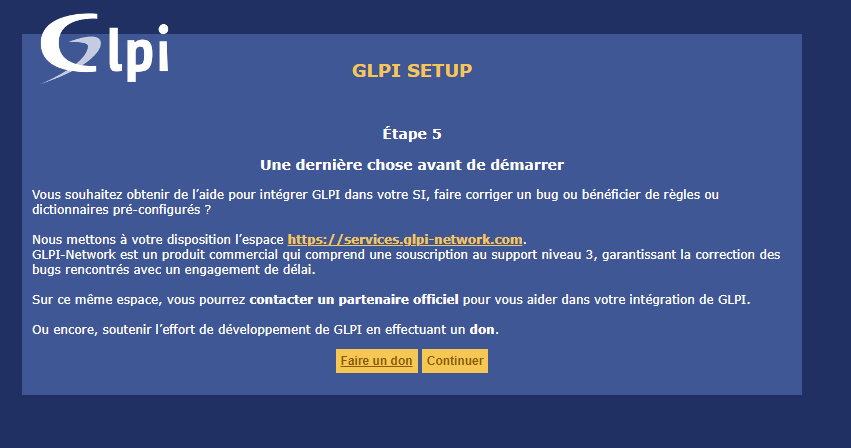 Glpi
GLPI SETUP
Étape 5
Une dernière chose avant de démarrer
Vous souhaitez obtenir de l’aide pour intégrer GLPI dans votre SI, faire corriger un bug ou bénéficier de règles ou
dictionnaires pré-configurés ?
Nous mettons à votre disposition l’espace https://services.glpi-network.com.
GLPI-Network est un produit commercial qui comprend une souscription au support niveau 3, garantissant la correction des
bugs rencontrés avec un engagement de délai.
Sur ce même espace, vous pourrez contacter un partenaire officiel pour vous aider dans votre intégration de GLPI.
Ou encore, soutenir l’effort de développement de GLPI en effectuant un don.
Faire un don Continuer